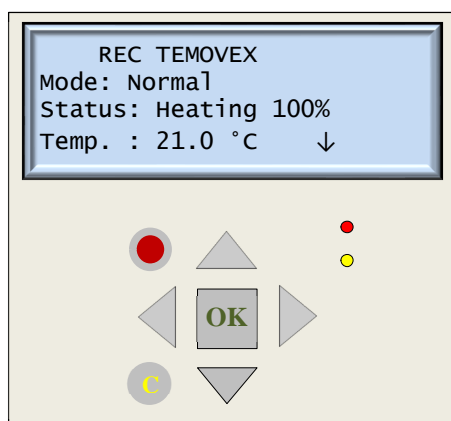 REC TEMOVEX
Mode: Normal
Status: Heating 100%
Temp. : 21.0 °C ↓
OK
C